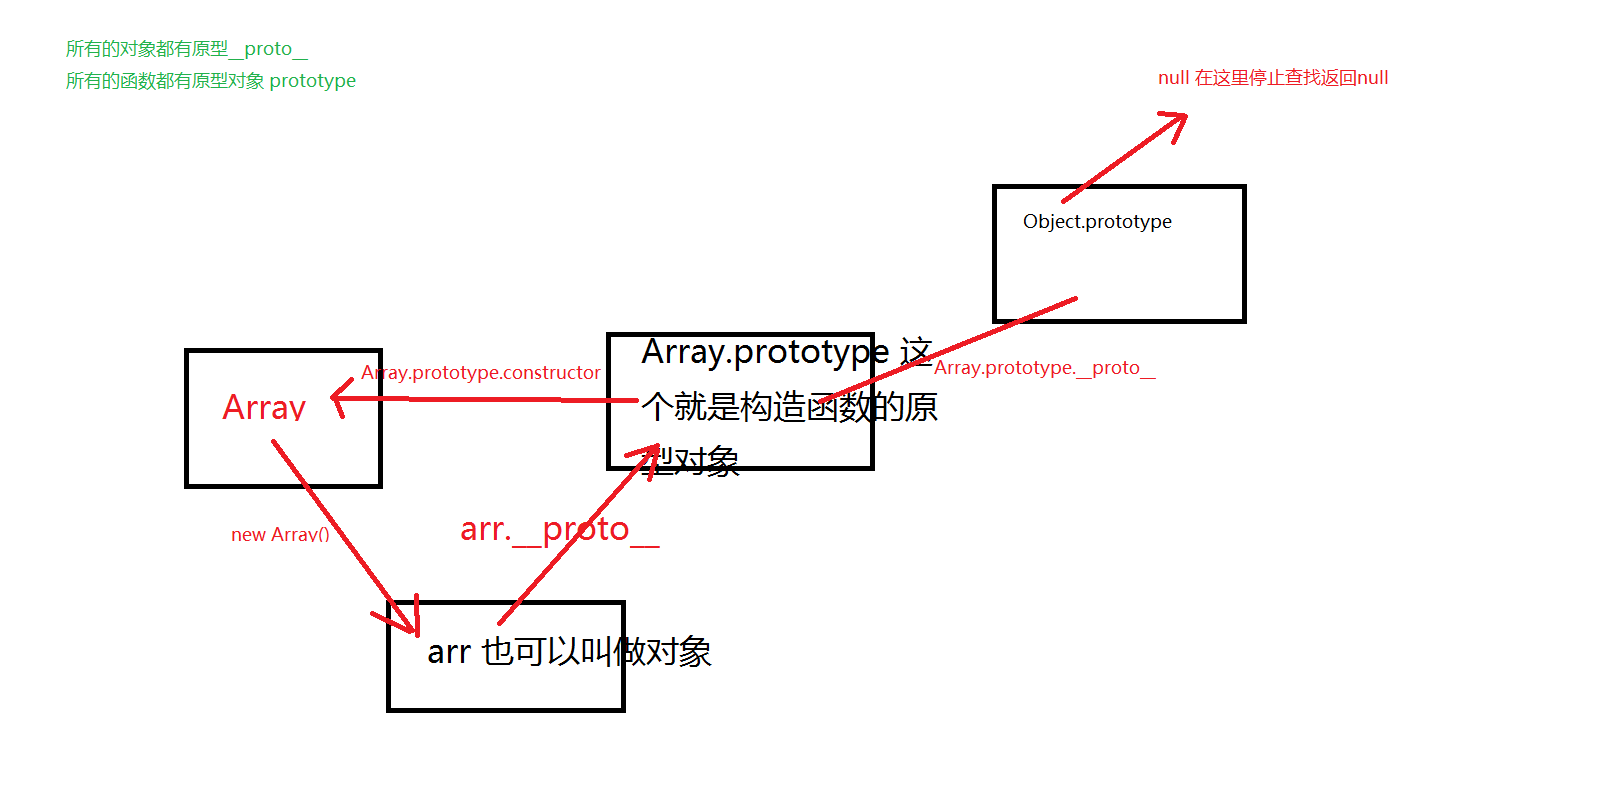 所有的对象都有原型__proto__
所有的函数都有原型对象 prototype
null 在这里停止查找返回null
Object.prototype
Array.prototype 这
个就是构造函数的原
型对象
Array.prototype.__proto__
Array.prototype.constructor
Array
new Array()
arr.__proto__
arr 也可以叫做对象